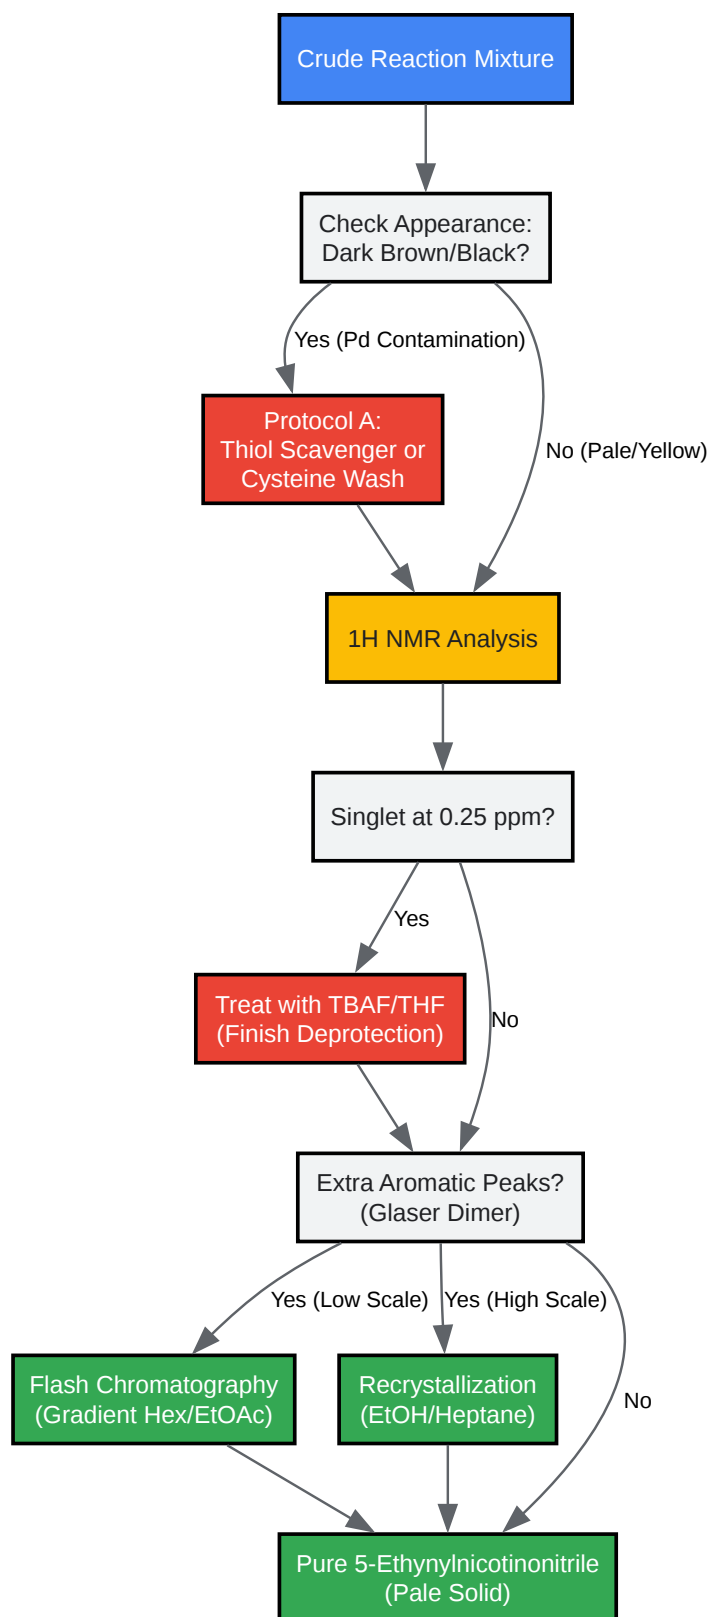 Crude Reaction Mixture
Check Appearance:
Dark Brown/Black?
Yes (Pd Contamination)
No (Pale/Yellow)
Protocol A:
Thiol Scavenger or
Cysteine Wash
1H NMR Analysis
Singlet at 0.25 ppm?
Yes
No
Treat with TBAF/THF
(Finish Deprotection)
Extra Aromatic Peaks?
(Glaser Dimer)
Yes (Low Scale)
Yes (High Scale)
No
Flash Chromatography
(Gradient Hex/EtOAc)
Recrystallization
(EtOH/Heptane)
Pure 5-Ethynylnicotinonitrile
(Pale Solid)